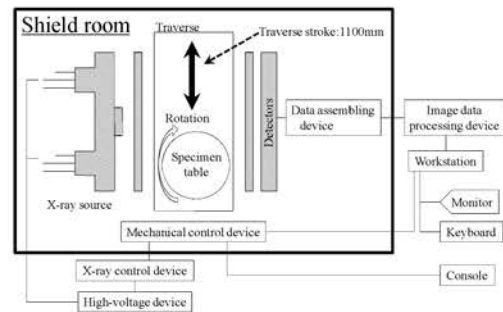 Shield room
Traverse
Traverse stroke:1100mm
Rotation
Specimen
table
Detectors
Data assembling
device
Image data
processing device
Workstation
X-ray source
Monitor
Mechanical control device
Keyboard
X-ray control device
Console
High-voltage device